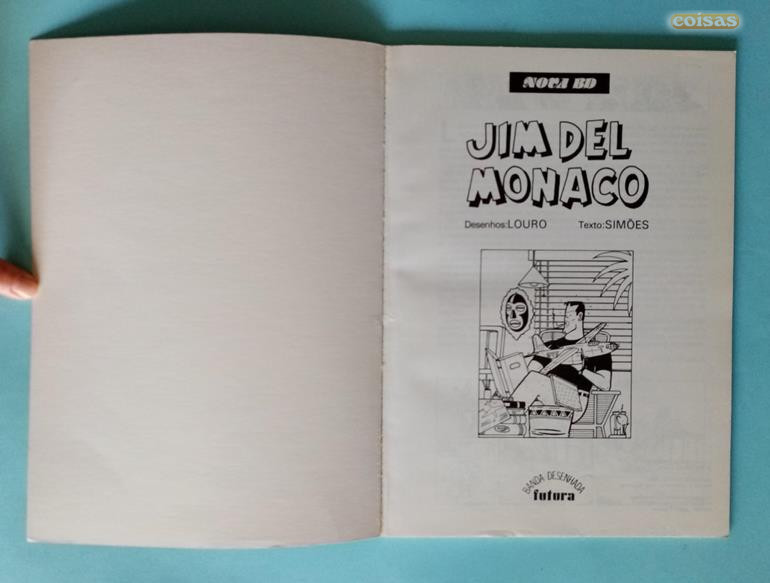 coisas
NOVA BD
JIM DEL
MONACO
Desenhos:LOURO Texto:SIMÕES
BANDA DESENHADA
futura